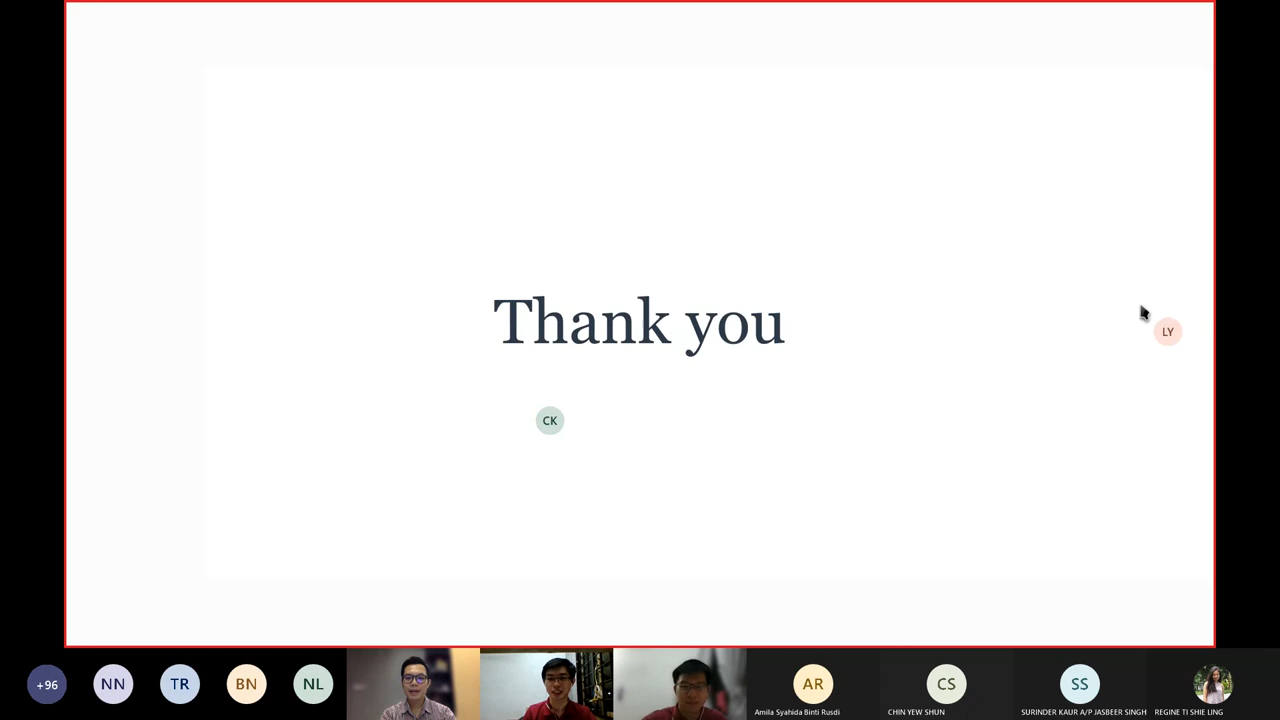 Thank you
LY
CK
+96
NN
TR
BN
NL
AR
CS
SS
Amila Syahida Binti Rusdi
CHIN YEW SHUN
SURINDER KAUR A/P JASBEER SINGH
REGINE TI SHIE LING